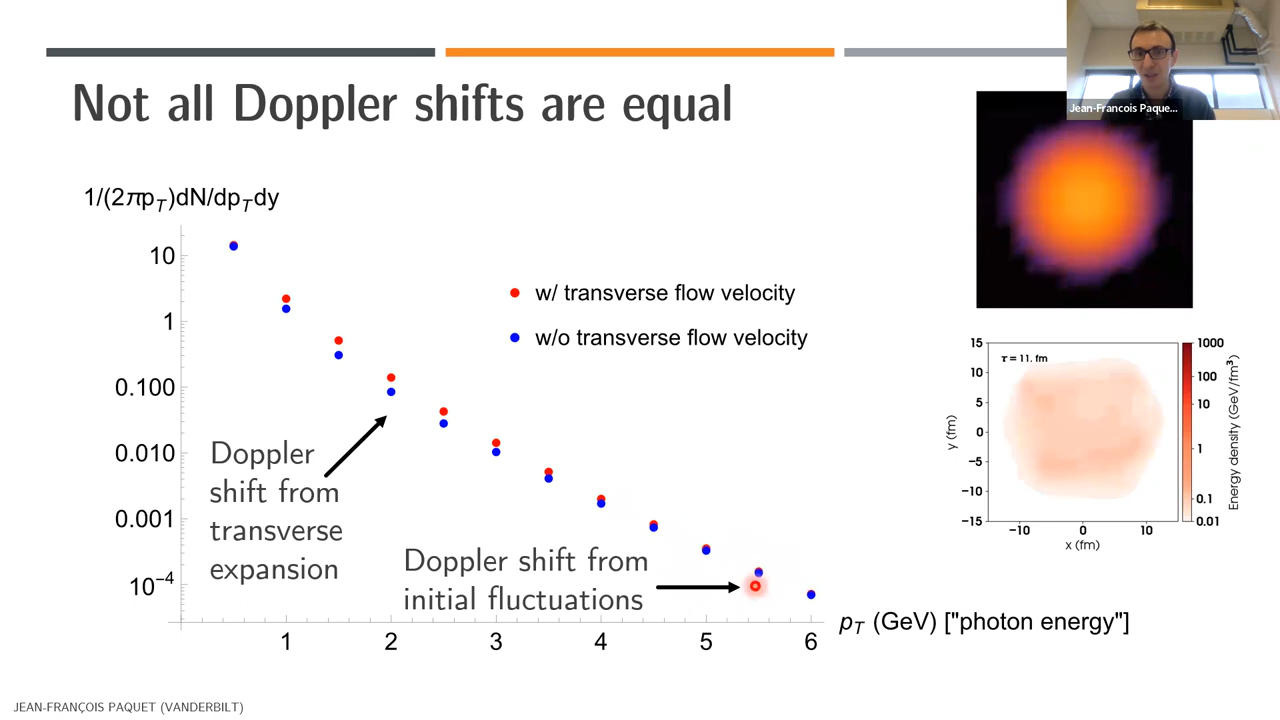 Jean-Francois Paque...
Not all Doppler shifts are equal
1/(2πp_T)dN/dp_Tdy
10
1
0.100
0.010
0.001
10⁻⁴
w/ transverse flow velocity
w/o transverse flow velocity
Doppler
shift from
transverse
expansion
Doppler shift from
initial fluctuations
1
2
3
4
5
6
p_T (GeV) ["photon energy"]
τ = 11. fm
15
10
5
0
−5
−10
−15
y (fm)
−10
0
10
x (fm)
1000
100
10
1
0.1
0.01
Energy density (GeV/fm³)
JEAN-FRANÇOIS PAQUET (VANDERBILT)